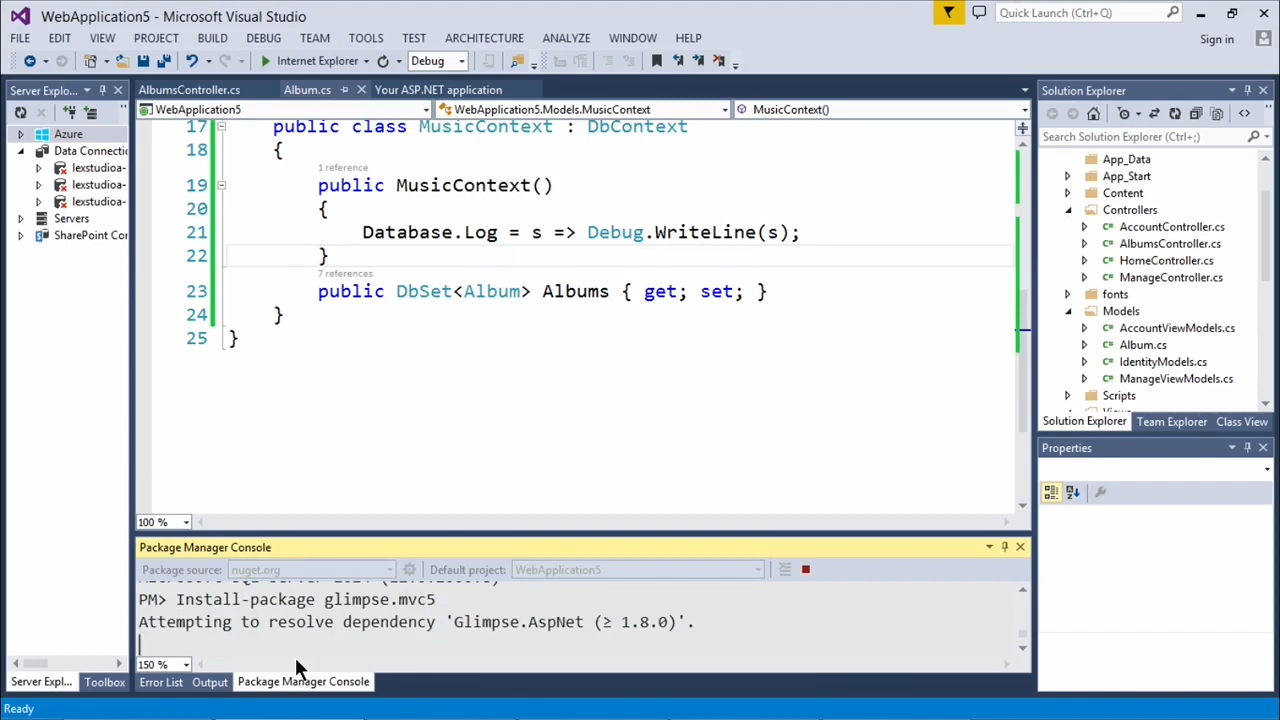 WebApplication5 - Microsoft Visual Studio
Quick Launch (Ctrl+Q)
FILE EDIT VIEW PROJECT BUILD DEBUG TEAM TOOLS TEST ARCHITECTURE ANALYZE WINDOW HELP
Sign in
Internet Explorer
Debug
Server Explo...
Azure
Data Connectic
lexstudioa-
lexstudioa-
lexstudioa-
Servers
SharePoint Cor
Server Expl...
Toolbox
AlbumsController.cs
Album.cs
Your ASP.NET application
WebApplication5
WebApplication5.Models.MusicContext
MusicContext()
17 public class MusicContext : DbContext
18 {
1 reference
19 public MusicContext()
20 {
21 Database.Log = s => Debug.WriteLine(s);
22 }
7 references
23 public DbSet<Album> Albums { get; set; }
24 }
25 }
100 %
Package Manager Console
Package source: nuget.org
Default project: WebApplication5
PM> Install-package glimpse.mvc5
Attempting to resolve dependency 'Glimpse.AspNet (≥ 1.8.0)'.
150 %
Error List
Output
Package Manager Console
Solution Explorer
Search Solution Explorer (Ctrl+;)
App_Data
App_Start
Content
Controllers
C# AccountController.cs
C# AlbumsController.cs
C# HomeController.cs
C# ManageController.cs
fonts
Models
C# AccountViewModels.cs
C# Album.cs
C# IdentityModels.cs
C# ManageViewModels.cs
Scripts
Solution Explorer
Team Explorer
Class View
Properties
Ready